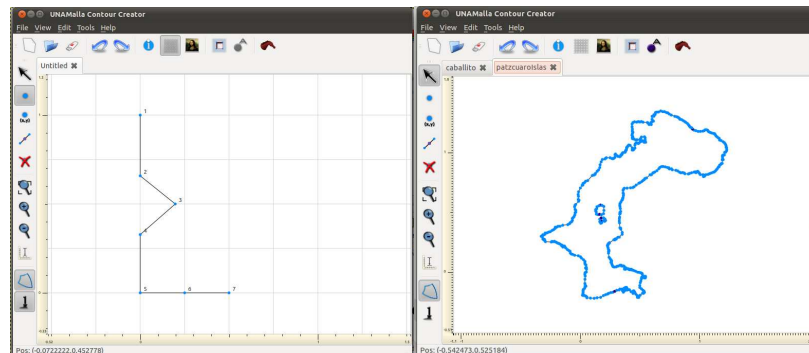 UNAMalla Contour Creator
File View Edit Tools Help
Untitled
1
2
3
4
5
6
7
Pos: (-0.0722222,0.452778)
UNAMalla Contour Creator
File View Edit Tools Help
caballito
patzcuaroIslas
Pos: (-0.542473,0.525184)